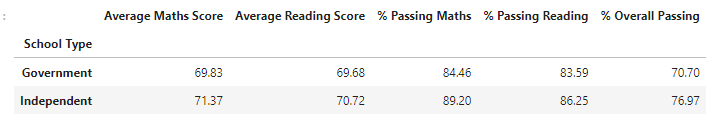 :
Average Maths Score Average Reading Score % Passing Maths % Passing Reading % Overall Passing
School Type
Government 69.83 69.68 84.46 83.59 70.70
Independent 71.37 70.72 89.20 86.25 76.97